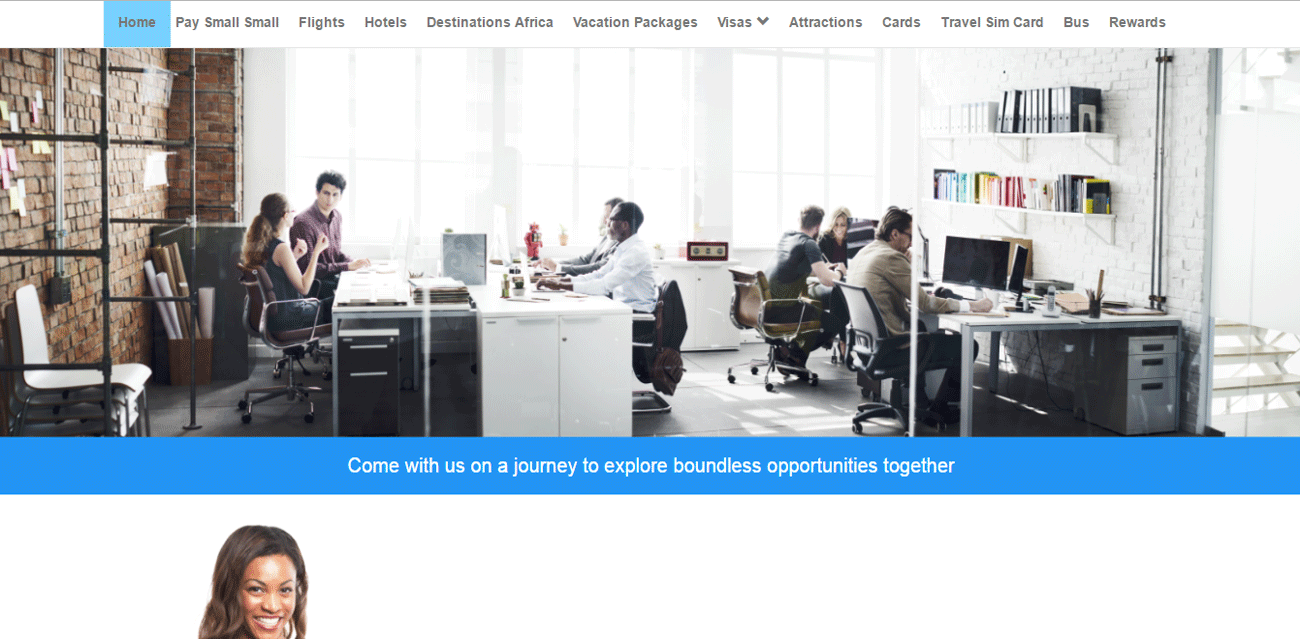 Home Pay Small Small Flights Hotels Destinations Africa Vacation Packages Visas Attractions Cards Travel Sim Card Bus Rewards
Come with us on a journey to explore boundless opportunities together